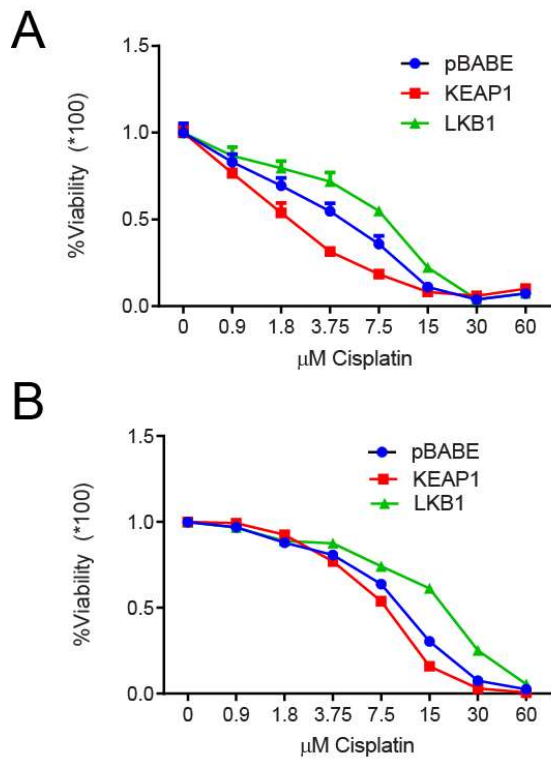 A
pBABE
KEAP1
LKB1
%Viability (*100)
1.5
1.0
0.5
0.0
0 0.9 1.8 3.75 7.5 15 30 60
μM Cisplatin
B
pBABE
KEAP1
LKB1
%Viability (*100)
1.5
1.0
0.5
0.0
0 0.9 1.8 3.75 7.5 15 30 60
μM Cisplatin